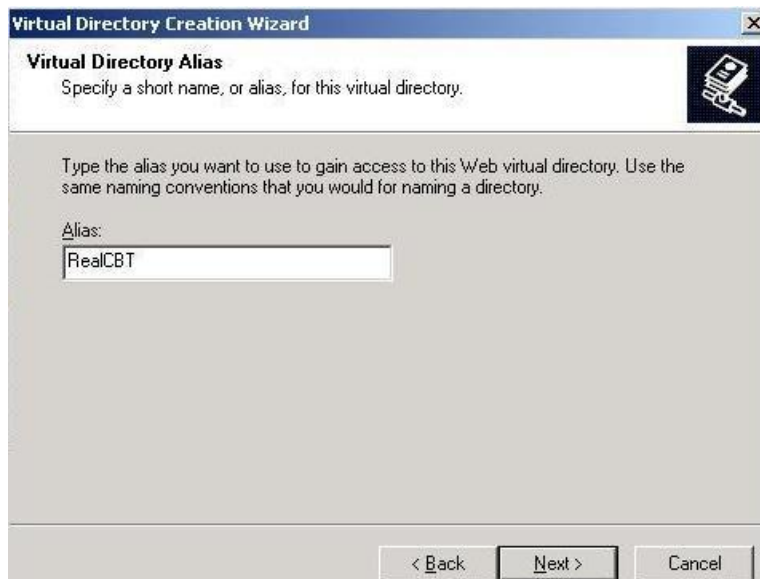 Virtual Directory Creation Wizard
Virtual Directory Alias
Specify a short name, or alias, for this virtual directory.
Type the alias you want to use to gain access to this Web virtual directory. Use the
same naming conventions that you would for naming a directory.
Alias:
RealCBT
< Back
Next >
Cancel